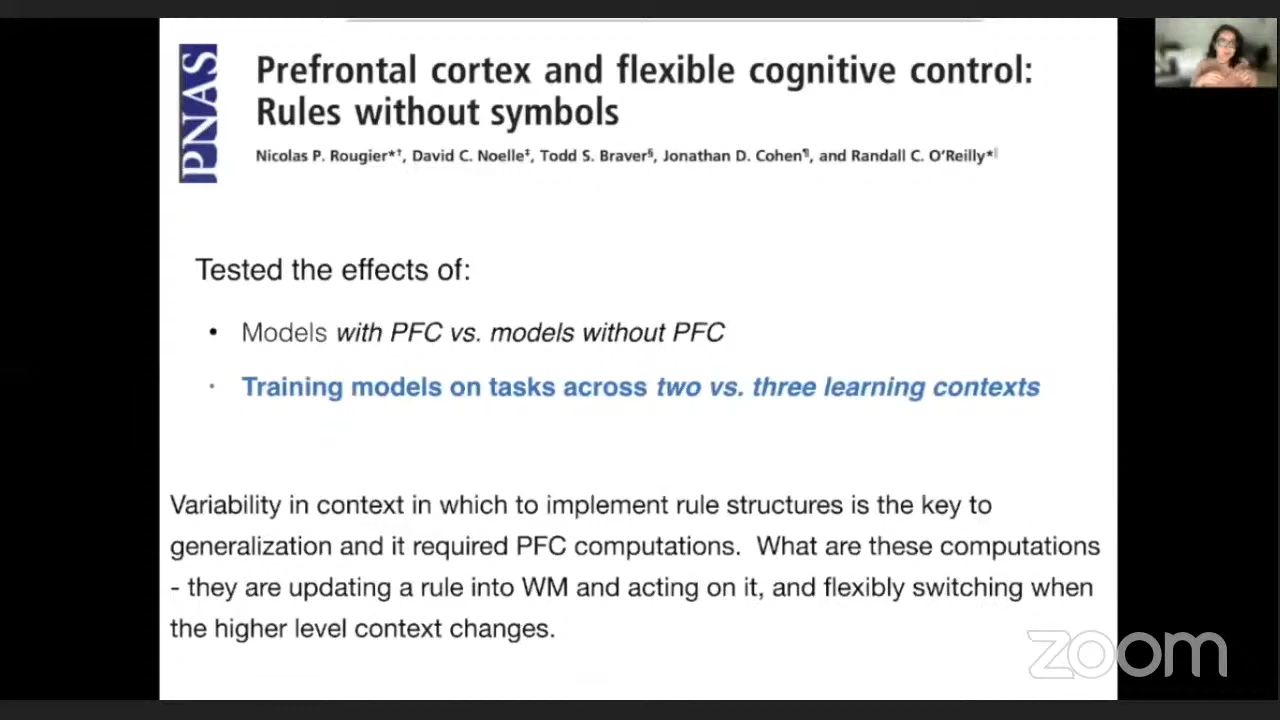 PNAS
Prefrontal cortex and flexible cognitive control:
Rules without symbols
Nicolas P. Rougier*†, David C. Noelle‡, Todd S. Braver§, Jonathan D. Cohen¶, and Randall C. O'Reilly*‖
Tested the effects of:
• Models with PFC vs. models without PFC
• Training models on tasks across two vs. three learning contexts
Variability in context in which to implement rule structures is the key to
generalization and it required PFC computations. What are these computations
- they are updating a rule into WM and acting on it, and flexibly switching when
the higher level context changes.
zoom